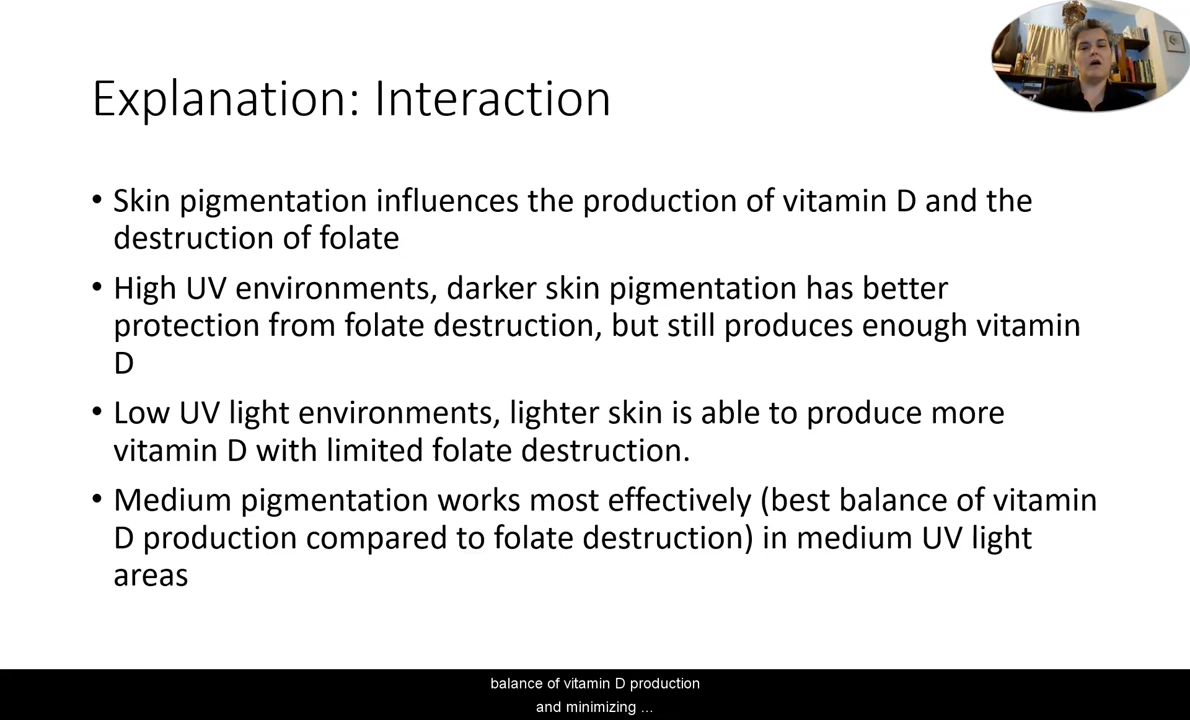 Explanation: Interaction
• Skin pigmentation influences the production of vitamin D and the
destruction of folate
• High UV environments, darker skin pigmentation has better
protection from folate destruction, but still produces enough vitamin
D
• Low UV light environments, lighter skin is able to produce more
vitamin D with limited folate destruction.
• Medium pigmentation works most effectively (best balance of vitamin
D production compared to folate destruction) in medium UV light
areas
balance of vitamin D production
and minimizing ...